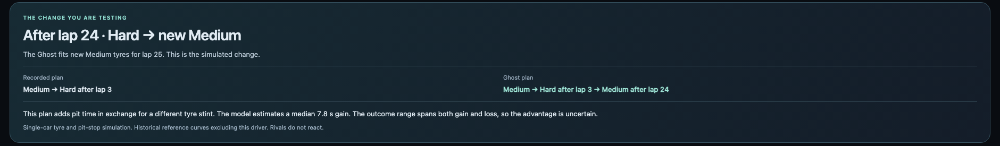 THE CHANGE YOU ARE TESTING
After lap 24 · Hard → new Medium
The Ghost fits new Medium tyres for lap 25. This is the simulated change.
Recorded plan
Medium → Hard after lap 3
Ghost plan
Medium → Hard after lap 3 → Medium after lap 24
This plan adds pit time in exchange for a different tyre stint. The model estimates a median 7.8 s gain. The outcome range spans both gain and loss, so the advantage is uncertain.
Single-car tyre and pit-stop simulation. Historical reference curves excluding this driver. Rivals do not react.